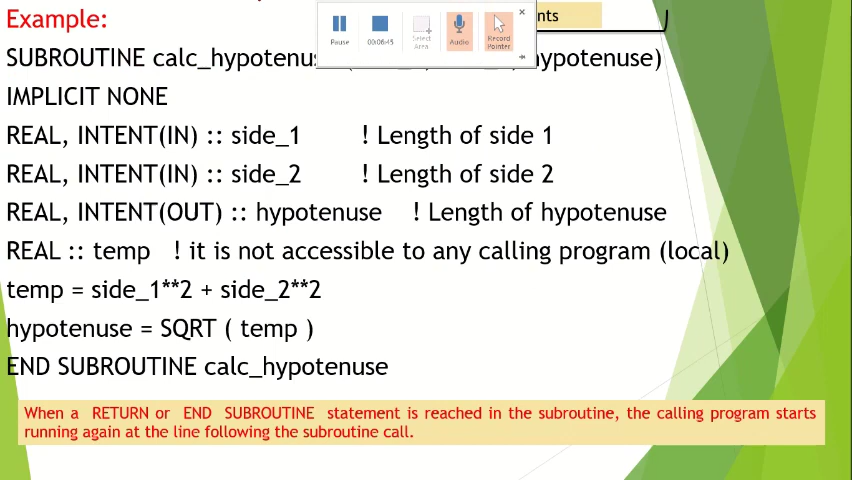 Example:
nts
Pause
00:06:45
Select Area
Audio
Record Pointer
SUBROUTINE calc_hypotenus hypotenuse)
IMPLICIT NONE
REAL, INTENT(IN) :: side_1 ! Length of side 1
REAL, INTENT(IN) :: side_2 ! Length of side 2
REAL, INTENT(OUT) :: hypotenuse ! Length of hypotenuse
REAL :: temp ! it is not accessible to any calling program (local)
temp = side_1**2 + side_2**2
hypotenuse = SQRT ( temp )
END SUBROUTINE calc_hypotenuse
When a RETURN or END SUBROUTINE statement is reached in the subroutine, the calling program starts
running again at the line following the subroutine call.